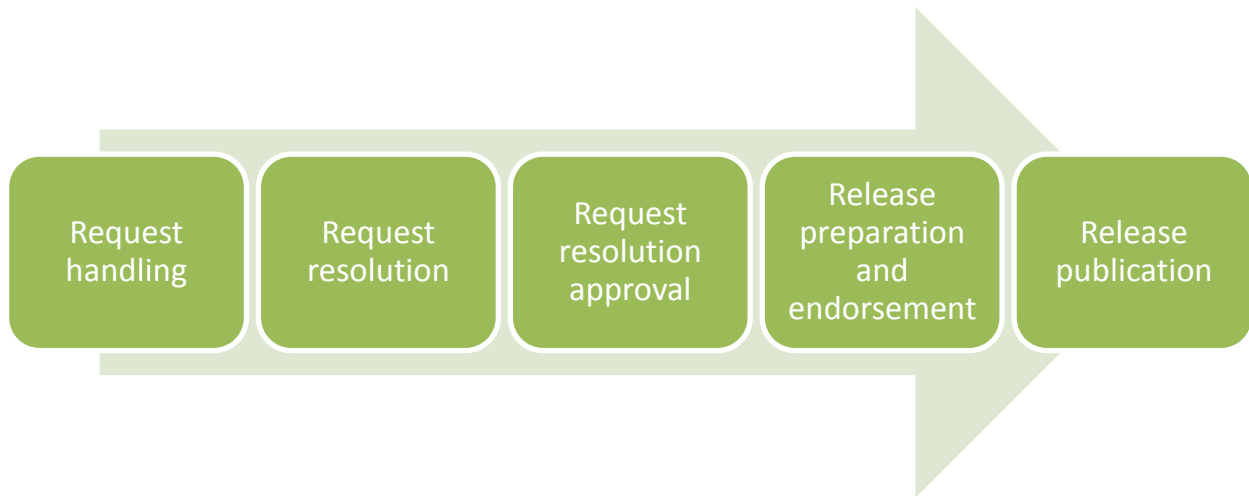 Request
handling
Request
resolution
Request
resolution
approval
Release
preparation
and
endorsement
Release
publication